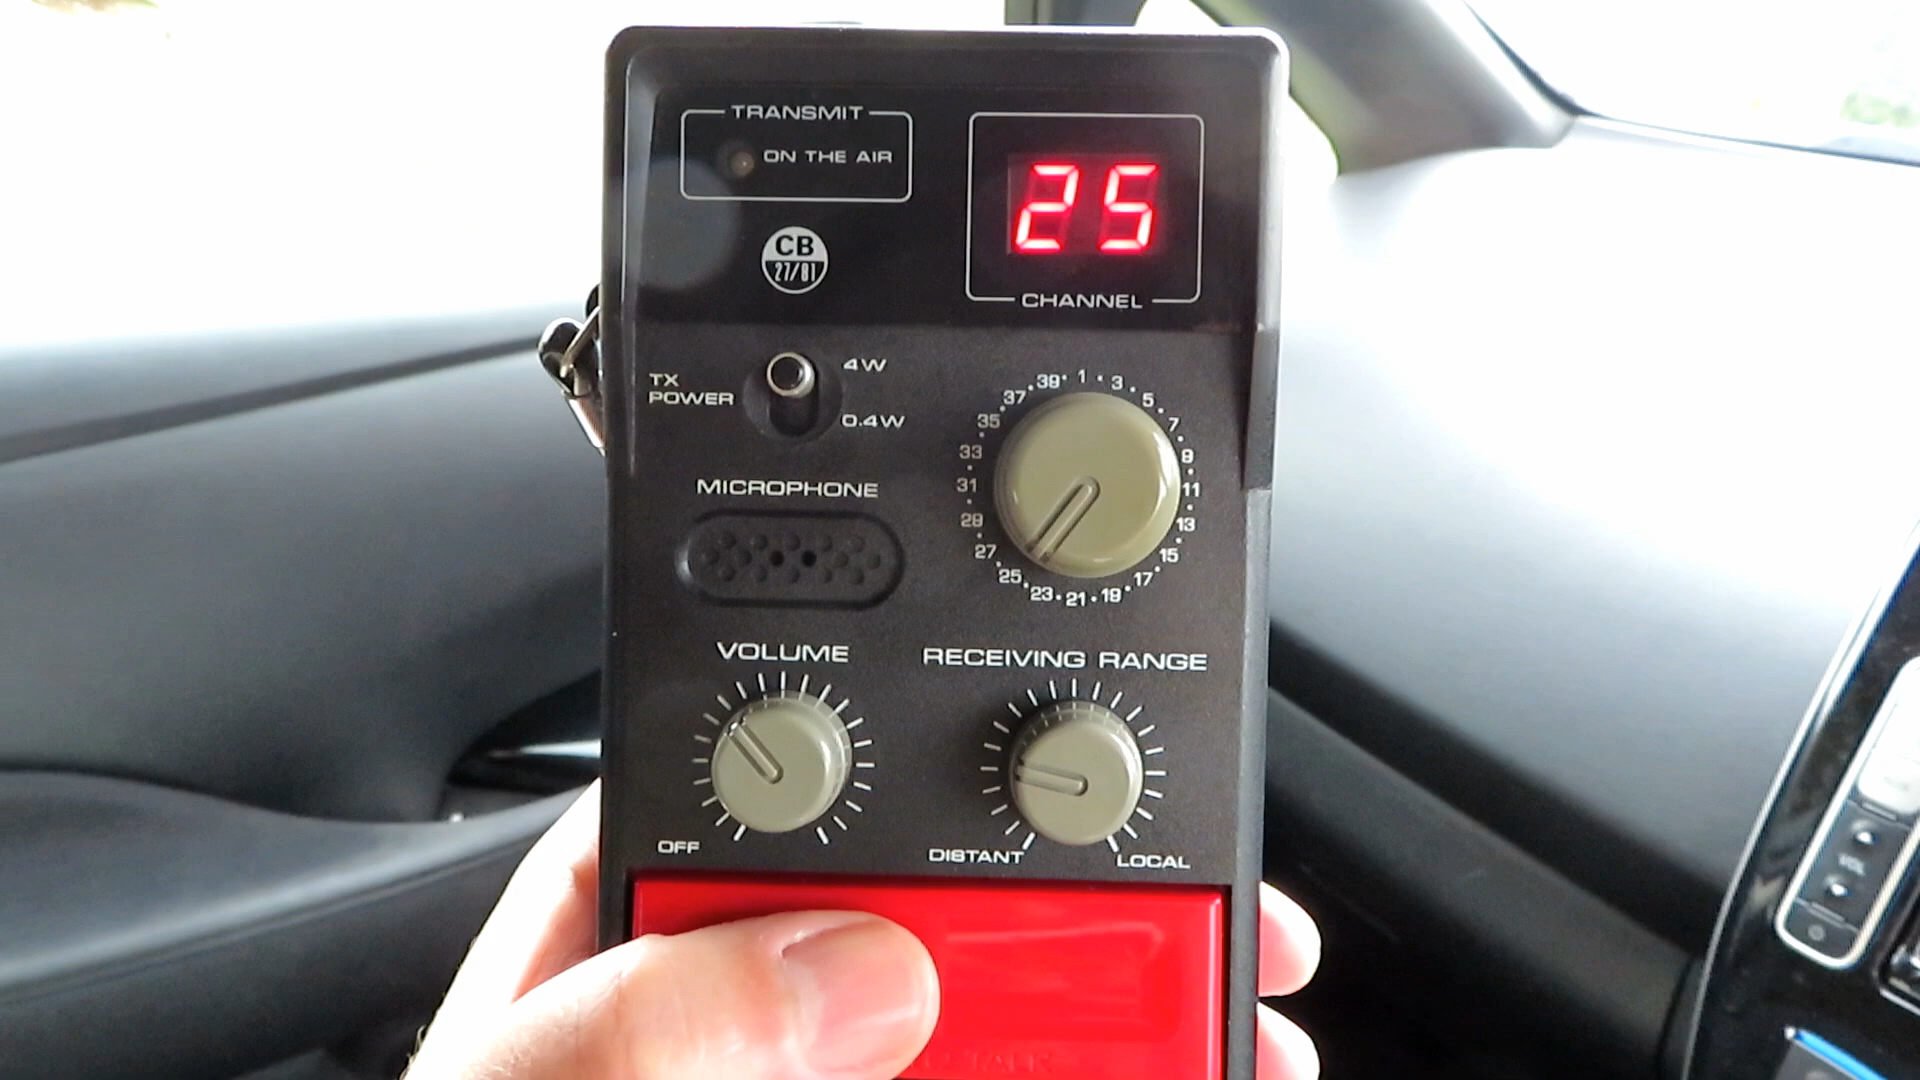 TRANSMIT
ON THE AIR
25
CHANNEL
CB
27/81
TX
POWER
4W
0.4W
39 1 3 5 7 9 11 13 15 17 19 21 23 25 27 29 31 33 35 37
MICROPHONE
VOLUME
OFF
RECEIVING RANGE
DISTANT
LOCAL
TALK
VOL